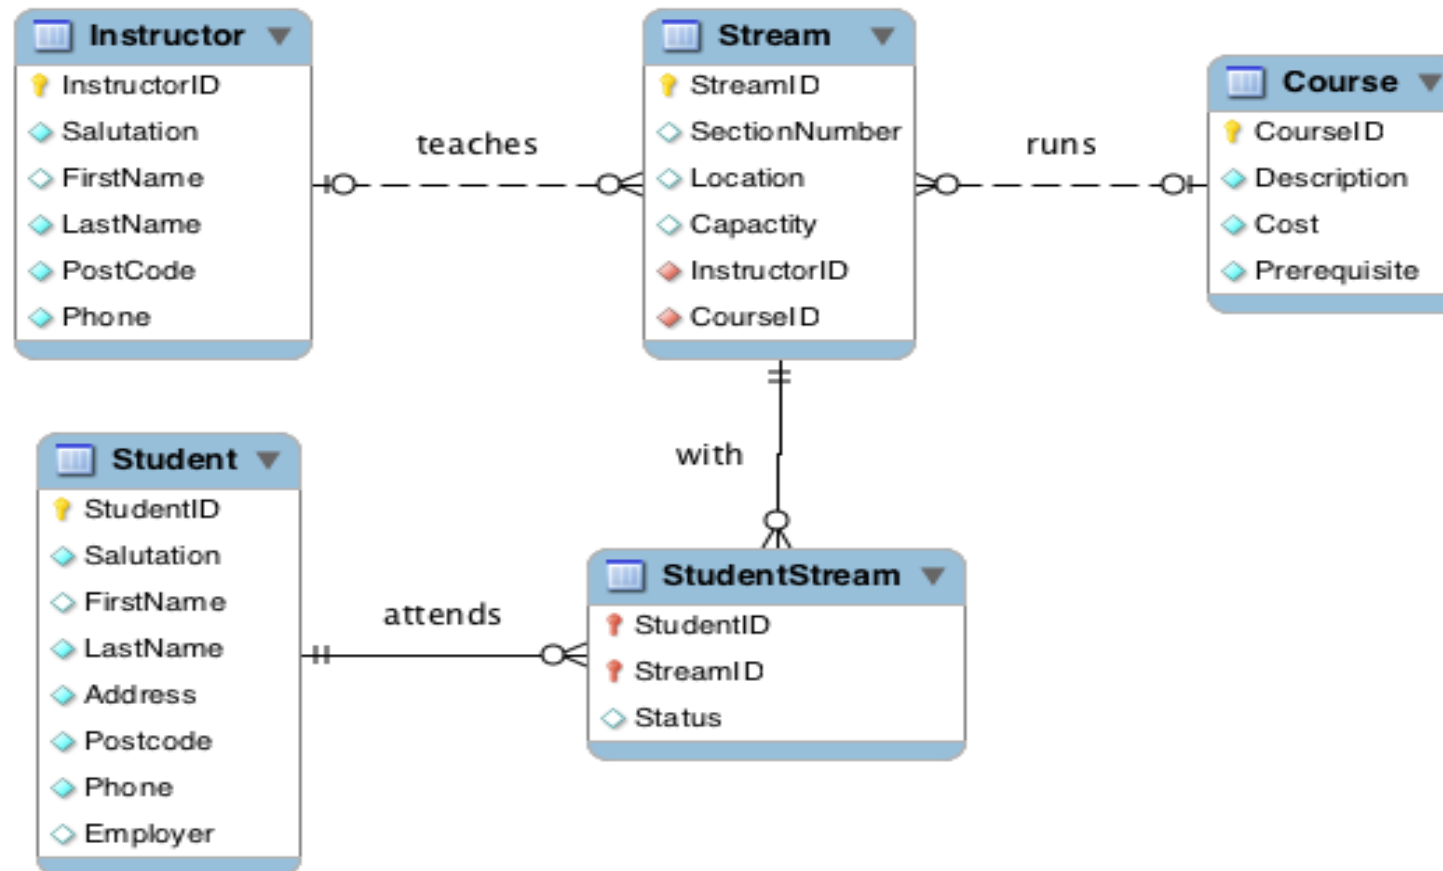 Instructor
InstructorID
Salutation
FirstName
LastName
PostCode
Phone
teaches
Stream
StreamID
SectionNumber
Location
Capactity
InstructorID
CourseID
runs
Course
CourseID
Description
Cost
Prerequisite
with
Student
StudentID
Salutation
FirstName
LastName
Address
Postcode
Phone
Employer
attends
StudentStream
StudentID
StreamID
Status